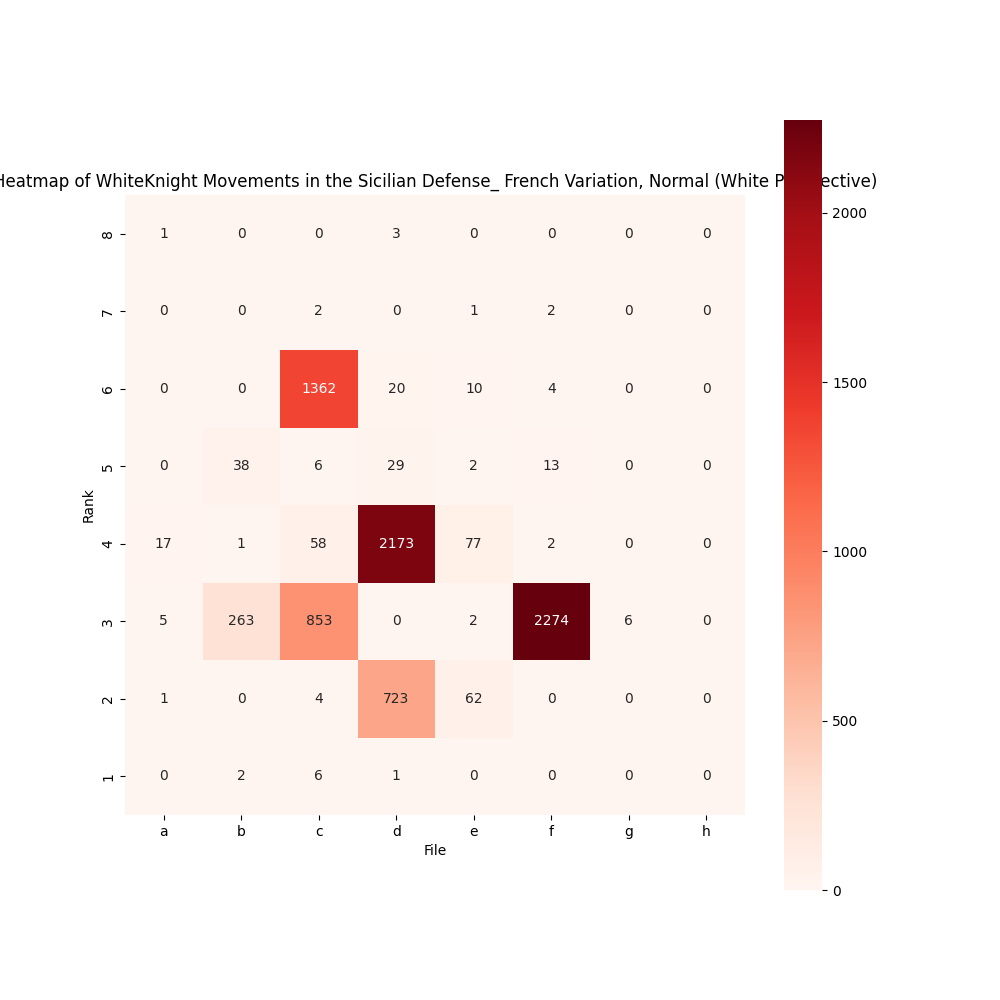 Heatmap of WhiteKnight Movements in the Sicilian Defense_ French Variation, Normal (White P ective)
8 1 0 0 3 0 0 0 0
7 0 0 2 0 1 2 0 0
6 0 0 1362 20 10 4 0 0
5 0 38 6 29 2 13 0 0
4 17 1 58 2173 77 2 0 0
3 5 263 853 0 2 2274 6 0
2 1 0 4 723 62 0 0 0
1 0 2 6 1 0 0 0 0
Rank
a b c d e f g h
File
2000
1500
1000
500
0